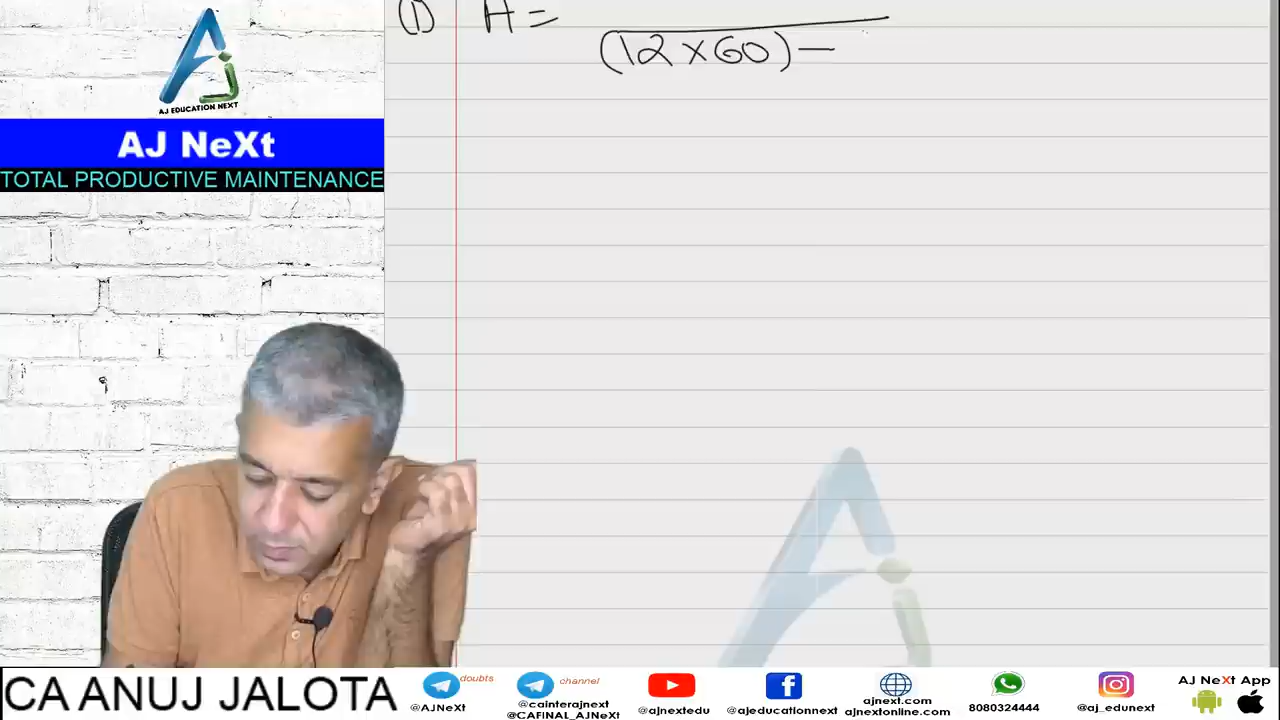 (1) A =
(12 x 60) -
AJ EDUCATION NEXT
AJ NeXt
TOTAL PRODUCTIVE MAINTENANCE
CA ANUJ JALOTA
doubts
@AJNeXt
channel
@cainterajnext
@CAFINAL_AJNeXt
@ajnextedu
@ajeducationnext
ajnext.com
ajnextonline.com
8080324484
@aj_edunext
AJ NeXt App